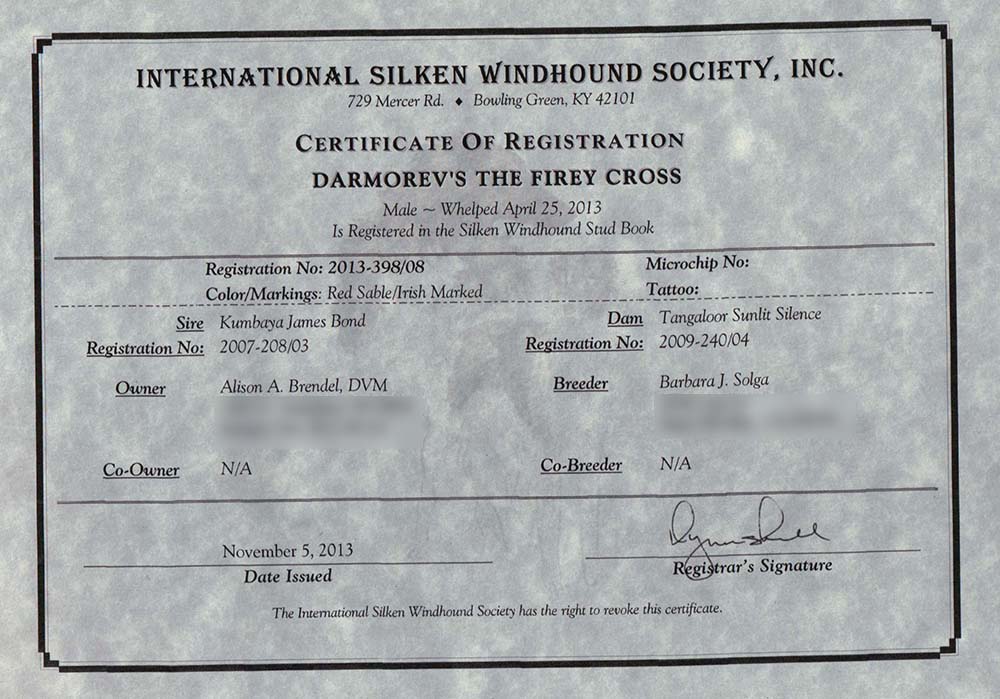 INTERNATIONAL SILKEN WINDHOUND SOCIETY, INC.
729 Mercer Rd. ♦ Bowling Green, KY 42101
CERTIFICATE OF REGISTRATION
DARMOREV'S THE FIREY CROSS
Male ~ Whelped April 25, 2013
Is Registered in the Silken Windhound Stud Book
Registration No: 2013-398/08 Microchip No:
Color/Markings: Red Sable/Irish Marked Tattoo:
Sire Kumbaya James Bond Dam Tangaloor Sunlit Silence
Registration No: 2007-208/03 Registration No: 2009-240/04
Owner Alison A. Brendel, DVM Breeder Barbara J. Solga
Co-Owner N/A Co-Breeder N/A
November 5, 2013
Date Issued Registrar's Signature
The International Silken Windhound Society has the right to revoke this certificate.